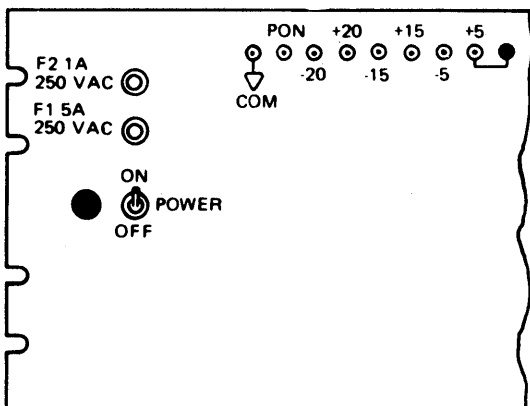 PON +20 +15 +5
-20 -15 -5
COM
F2 1A
250 VAC
F1 5A
250 VAC
ON
POWER
OFF